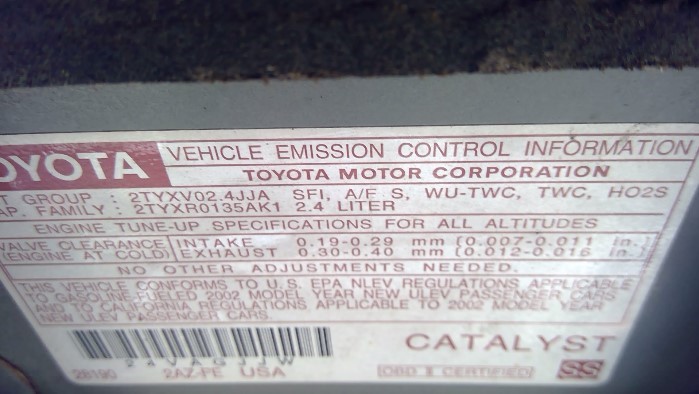 OYOTA VEHICLE EMISSION CONTROL INFORMATION
TOYOTA MOTOR CORPORATION
T GROUP : 2TYXV02.4JJA SFI, A/F S, WU-TWC, TWC, HO2S
AP. FAMILY : 2TYXR0135AK1 2.4 LITER
ENGINE TUNE-UP SPECIFICATIONS FOR ALL ALTITUDES
VALVE CLEARANCE INTAKE 0.19-0.29 mm (0.007-0.011 in.)
(ENGINE AT COLD) EXHAUST 0.30-0.40 mm (0.012-0.016 in.)
NO OTHER ADJUSTMENTS NEEDED.
THIS VEHICLE CONFORMS TO U.S. EPA NLEV REGULATIONS APPLICABLE
TO GASOLINE-FUELED 2002 MODEL YEAR NEW ULEV PASSENGER CARS
AND TO CALIFORNIA REGULATIONS APPLICABLE TO 2002 MODEL YEAR
NEW ULEV PASSENGER CARS.
CATALYST
28190 2AZ-FE USA OBD II CERTIFIED SS